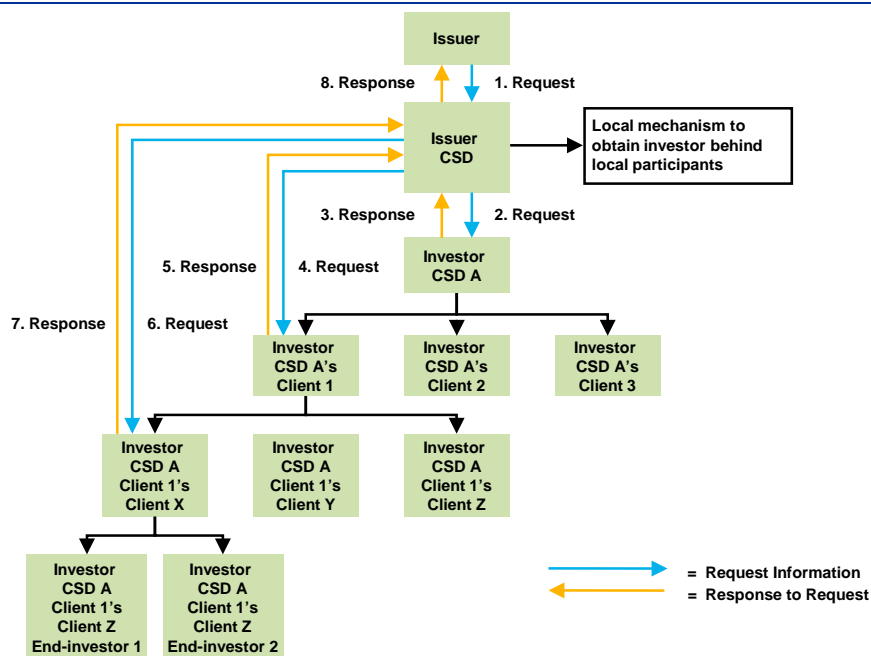 Issuer
8. Response
1. Request
Issuer
CSD
Local mechanism to
obtain investor behind
local participants
3. Response
2. Request
Investor
CSD A
5. Response
4. Request
7. Response
6. Request
Investor
CSD A's
Client 1
Investor
CSD A's
Client 2
Investor
CSD A's
Client 3
Investor
CSD A
Client 1's
Client X
Investor
CSD A
Client 1's
Client Y
Investor
CSD A
Client 1's
Client Z
Investor
CSD A
Client 1's
Client Z
End-investor 1
Investor
CSD A
Client 1's
Client Z
End-investor 2
= Request Information
= Response to Request